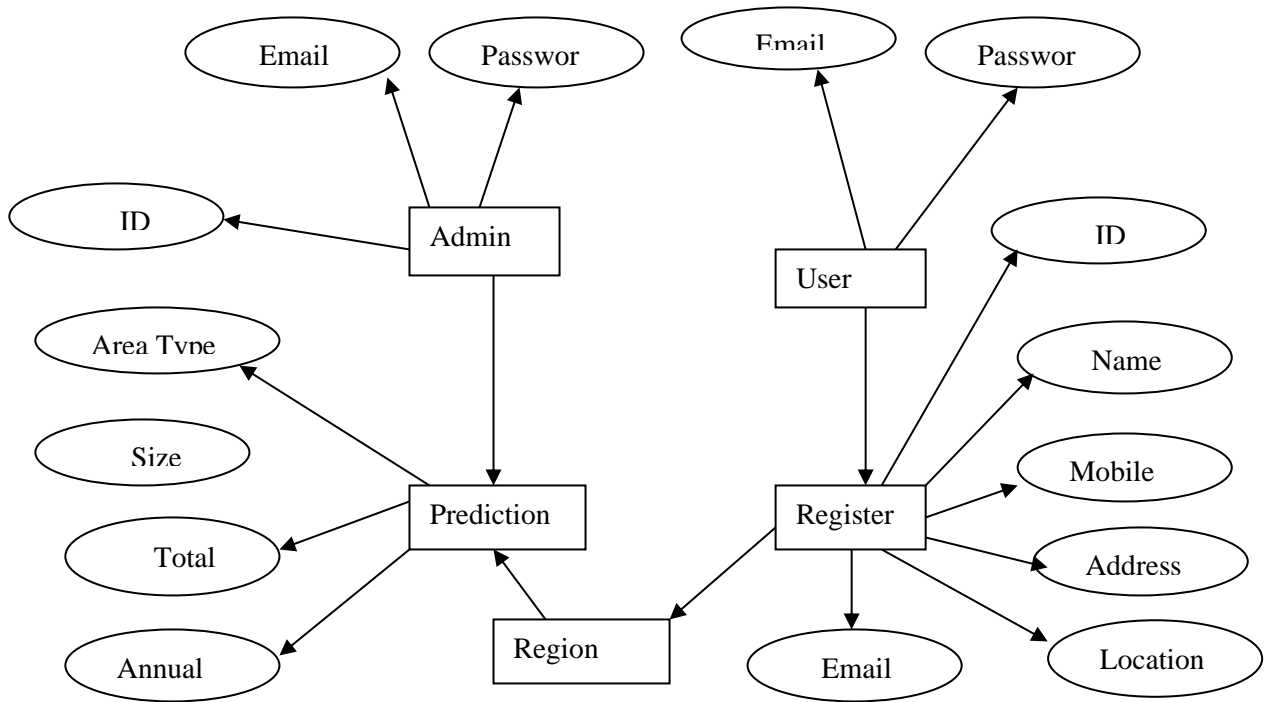 Email
Passwor
Email
Passwor
ID
Admin
ID
User
Area Type
Name
Size
Mobile
Prediction
Register
Total
Address
Region
Annual
Email
Location